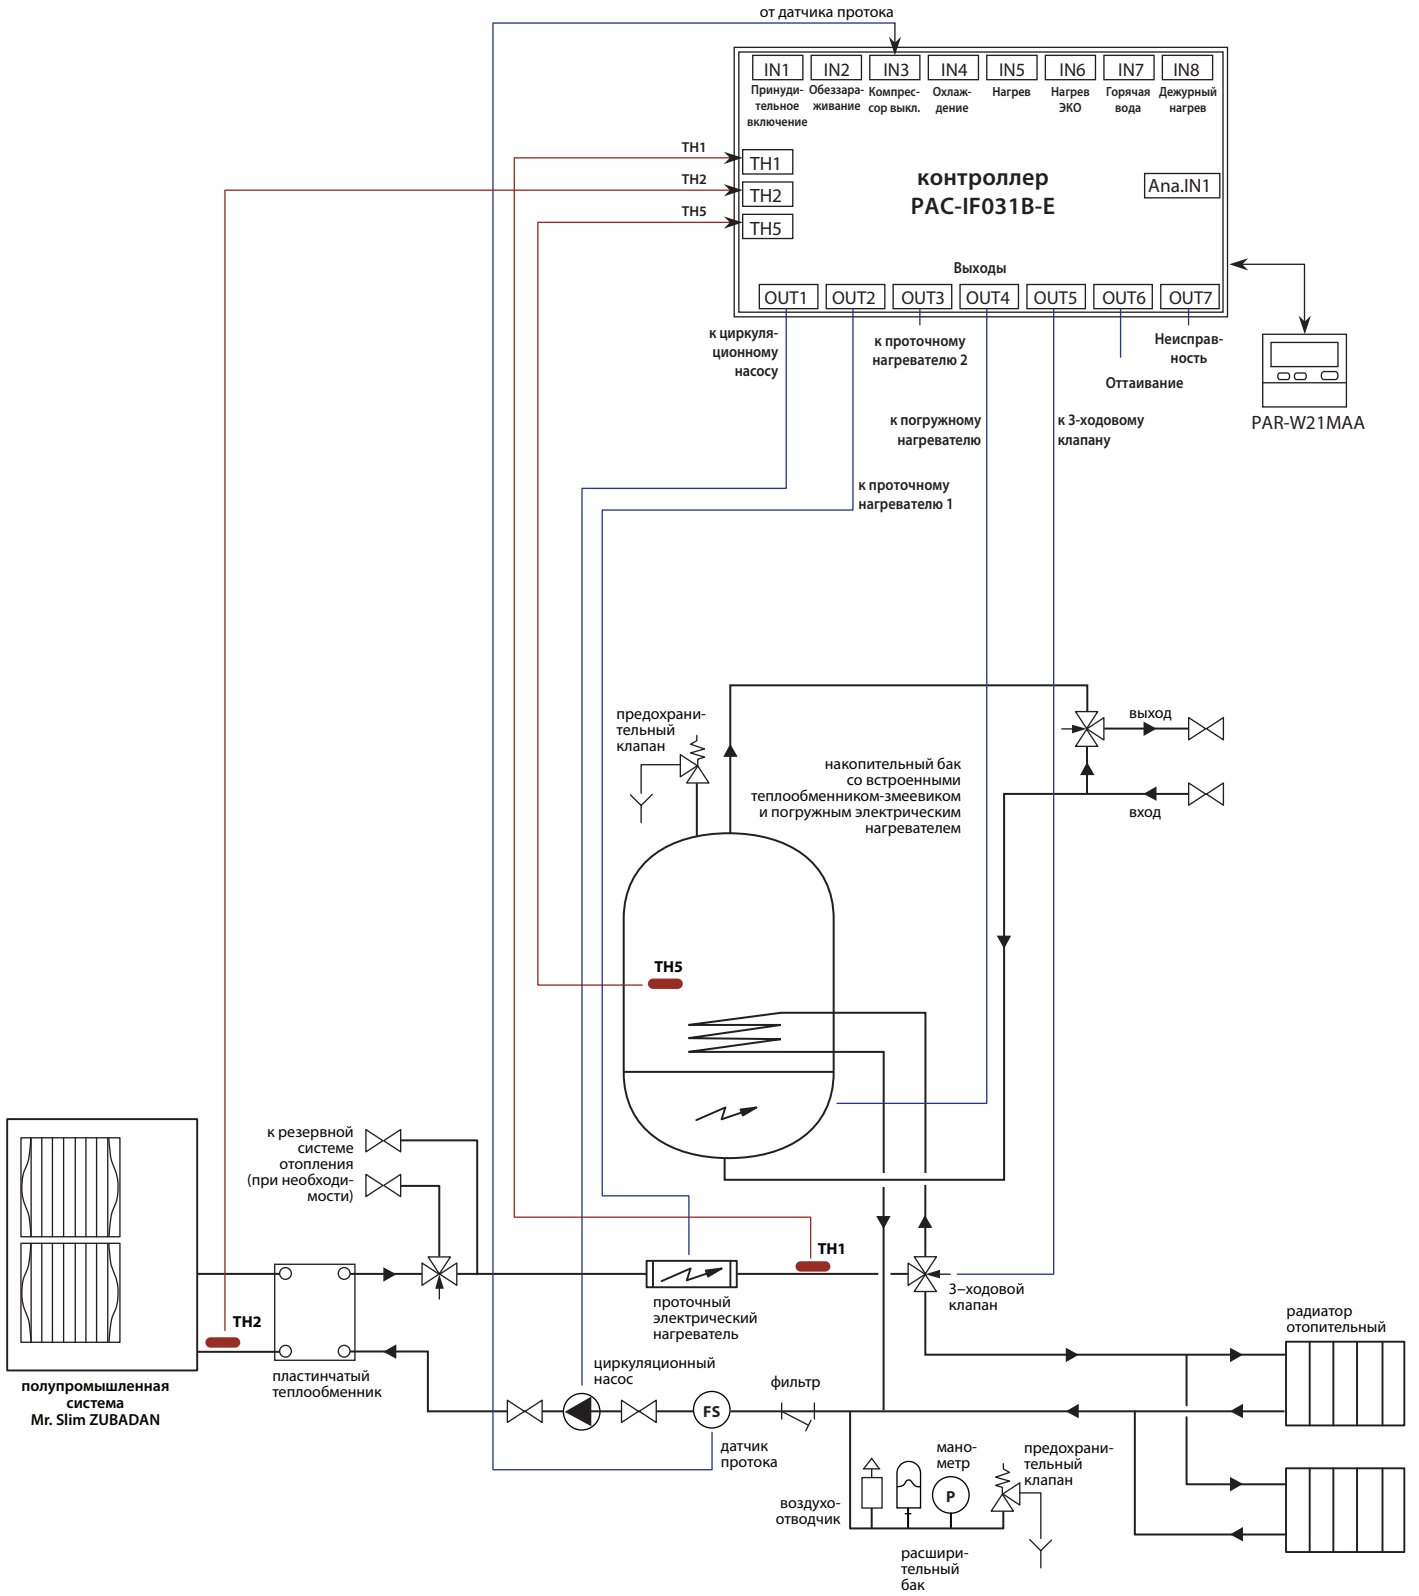 от датчика протока
IN1
IN2
IN3
IN4
IN5
IN6
IN7
IN8
Принуди-
тельное
включение
Обеззара-
живание
Компрес-
сор выкл.
Охлаж-
дение
Нагрев
Нагрев
ЭКО
Горячая
вода
Дежурный
нагрев
TH1
TH1
TH2
TH2
TH5
TH5
контроллер
PAC-IF031B-E
Ana.IN1
Выходы
OUT1
OUT2
OUT3
OUT4
OUT5
OUT6
OUT7
к циркуля-
ционному
насосу
к проточному
нагревателю 2
Неисправ-
ность
Оттаивание
к погружному
нагревателю
к 3-ходовому
клапану
PAR-W21MAA
к проточному
нагревателю 1
предохрани-
тельный
клапан
выход
накопительный бак
со встроенными
теплообменником-змеевиком
и погружным электрическим
нагревателем
вход
TH5
к резервной
системе
отопления
(при необходи-
мости)
TH1
проточный
электрический
нагреватель
3–ходовой
клапан
TH2
радиатор
отопительный
полупромышленная
система
Mr. Slim ZUBADAN
пластинчатый
теплообменник
циркуляционный
насос
фильтр
FS
датчик
протока
мано-
метр
предохрани-
тельный
клапан
P
воздухо-
отводчик
расшири-
тельный
бак